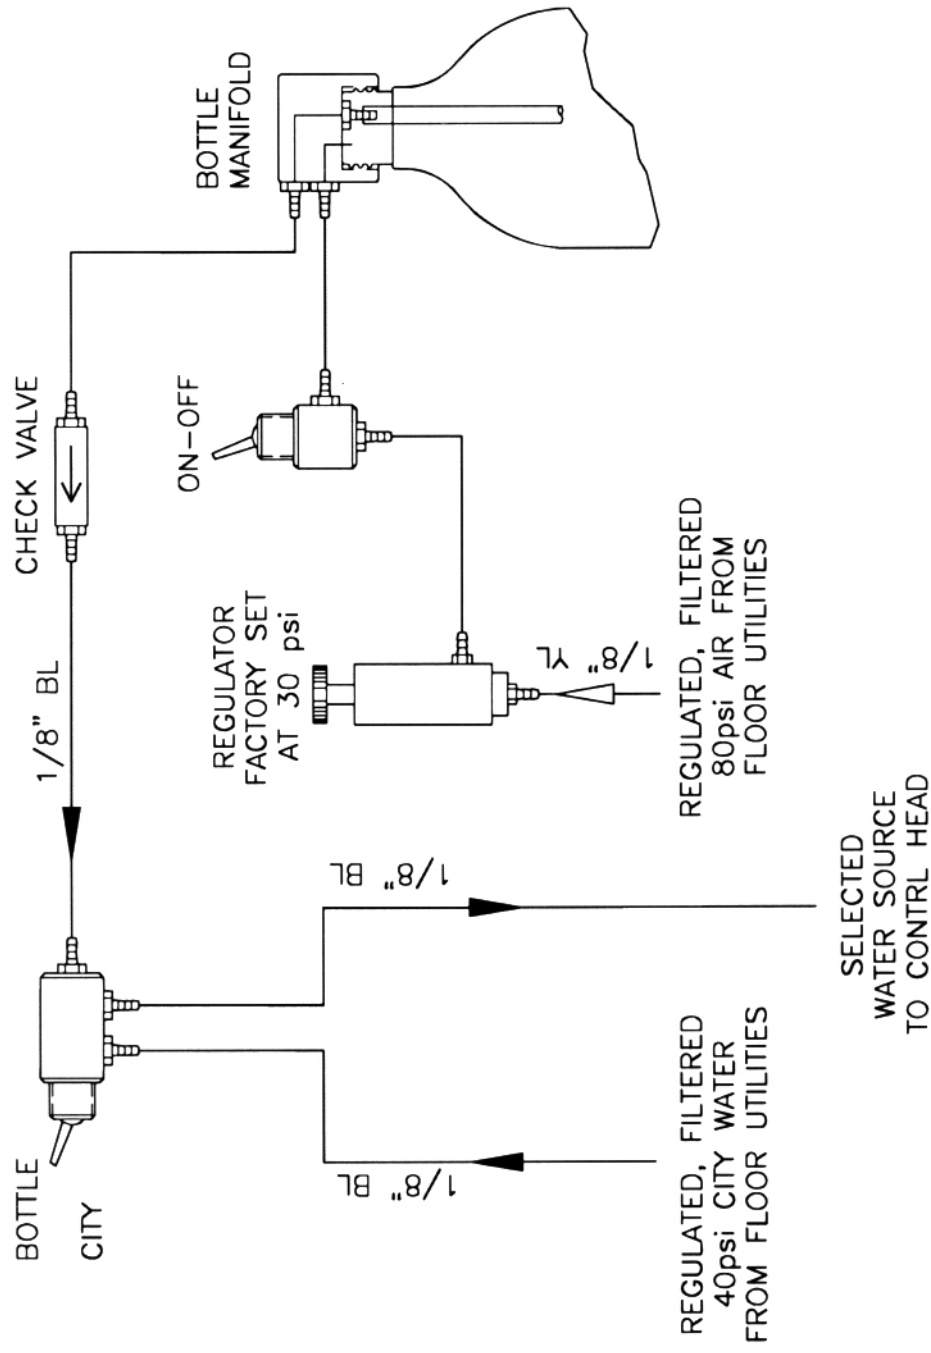 BOTTLE
CITY
1/8" BL
CHECK VALVE
BOTTLE
MANIFOLD
ON-OFF
REGULATOR
FACTORY SET
AT 30 psi
1/8" BL
1/8" BL
1/8" YL
REGULATED, FILTERED
40psi CITY WATER
FROM FLOOR UTILITIES
SELECTED
WATER SOURCE
TO CONTRL HEAD
REGULATED, FILTERED
80psi AIR FROM
FLOOR UTILITIES